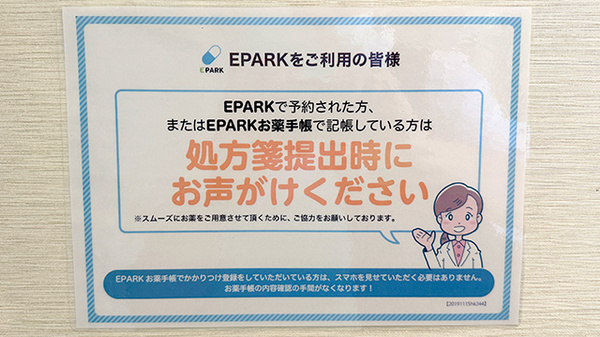 E PARK
EPARKをご利用の皆様
EPARKで予約された方、
またはEPARKお薬手帳で記帳している方は
処方箋提出時に
お声がけください
※スムーズにお薬をご用意させて頂くために、ご協力をお願いしております。
EPARK お薬手帳でかかりつけ登録をしていただいている方は、スマホを見せていただく必要はありません。
お薬手帳の内容確認の手間がなくなります！